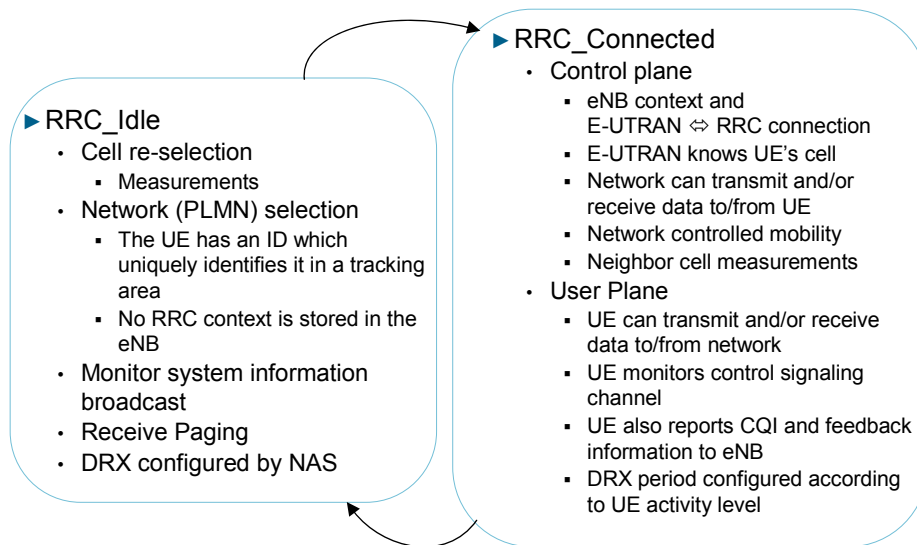 ► RRC_Idle
• Cell re-selection
▪ Measurements
• Network (PLMN) selection
▪ The UE has an ID which
uniquely identifies it in a tracking
area
▪ No RRC context is stored in the
eNB
• Monitor system information
broadcast
• Receive Paging
• DRX configured by NAS
► RRC_Connected
• Control plane
▪ eNB context and
E-UTRAN ⇔ RRC connection
▪ E-UTRAN knows UE's cell
▪ Network can transmit and/or
receive data to/from UE
▪ Network controlled mobility
▪ Neighbor cell measurements
• User Plane
▪ UE can transmit and/or receive
data to/from network
▪ UE monitors control signaling
channel
▪ UE also reports CQI and feedback
information to eNB
▪ DRX period configured according
to UE activity level